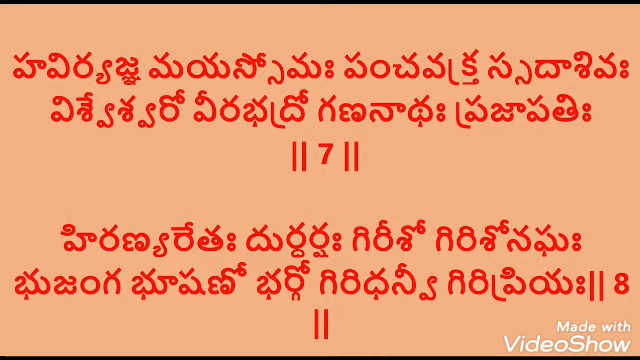 హవిర్యజ్ఞ మయస్సోమః పంచవక్త్ర స్సదాశివః
విశ్వేశ్వరో వీరభద్రో గణనాథః ప్రజాపతిః
|| 7 ||
హిరణ్యరేతః దుర్దర్షః గిరీశో గిరిశోనఘః
భుజంగ భూషణో భర్గో గిరిధన్వీ గిరిప్రియః|| 8
||
Made with
VideoShow